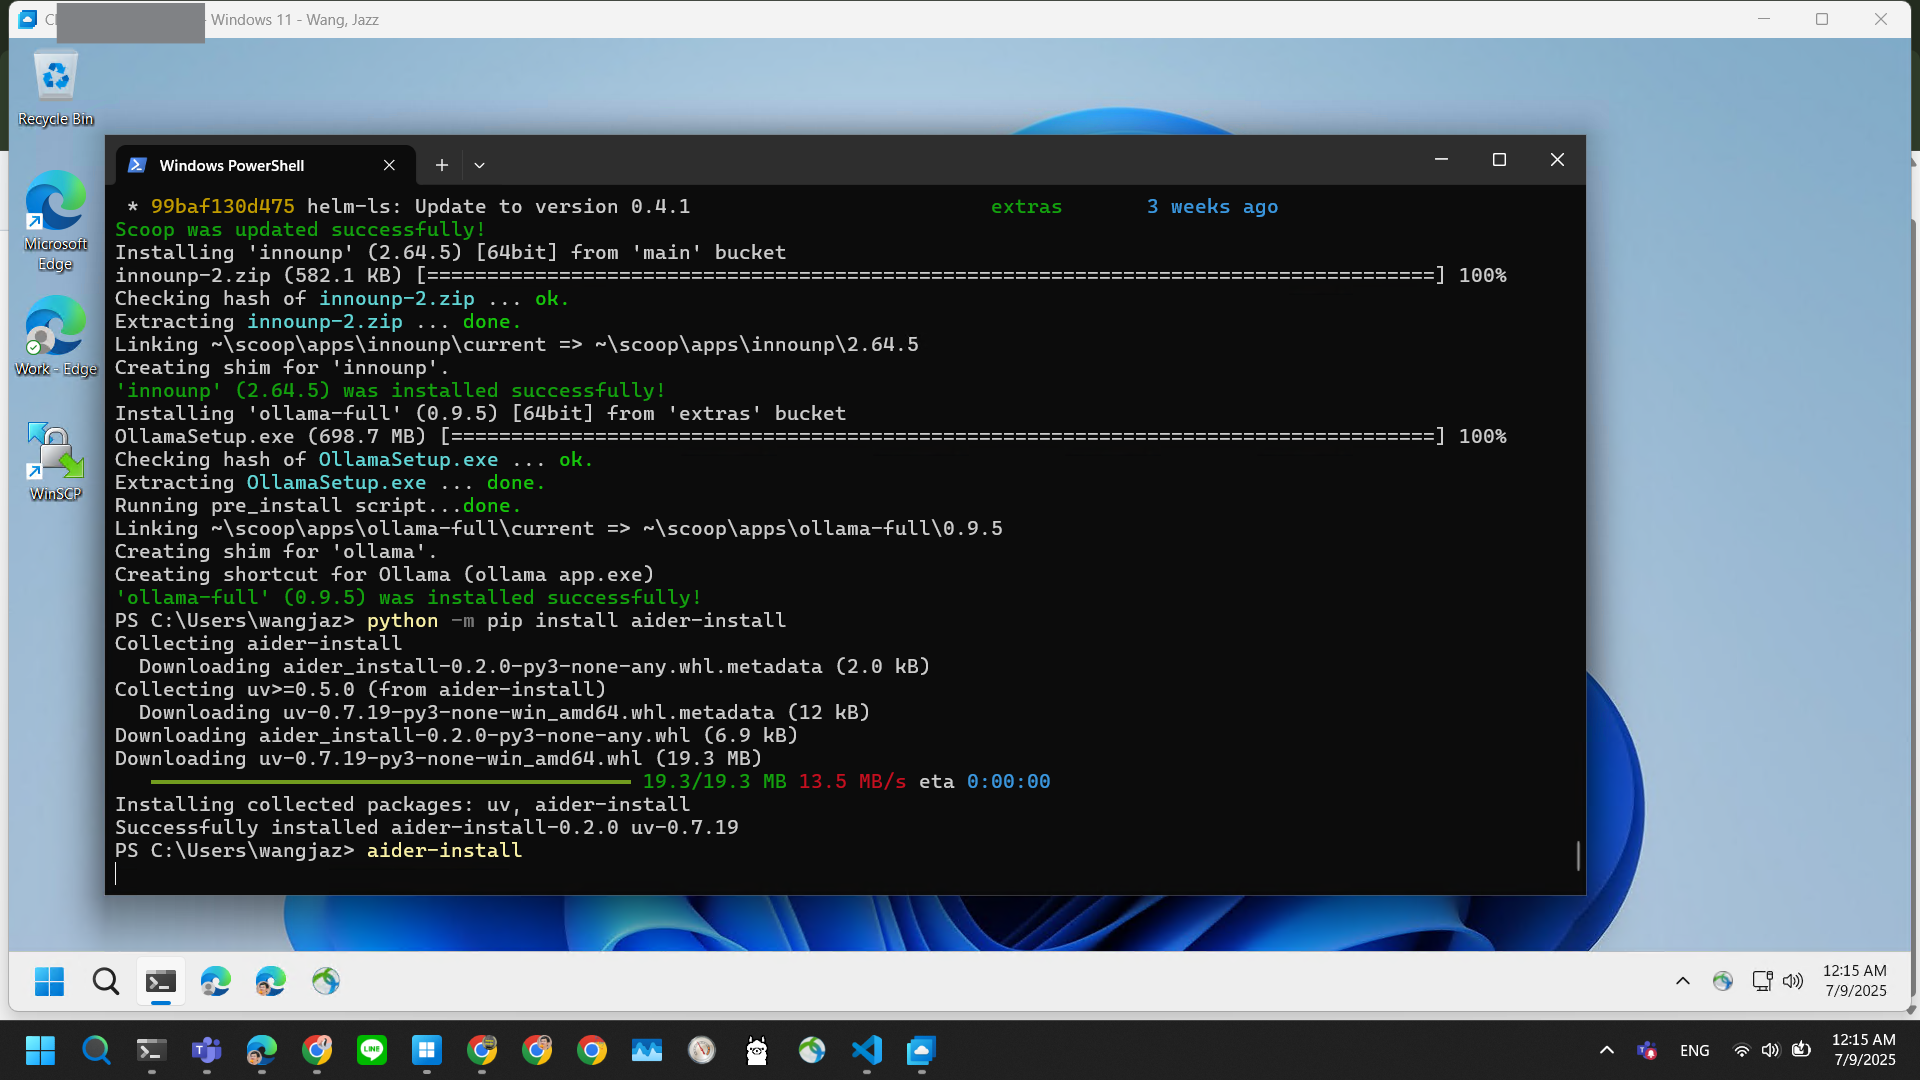 - Windows 11 - Wang, Jazz
Recycle Bin
Microsoft Edge
Work - Edge
WinSCP
Windows PowerShell
* 99baf130d475 helm-ls: Update to version 0.4.1 extras 3 weeks ago
Scoop was updated successfully!
Installing 'innounp' (2.64.5) [64bit] from 'main' bucket
innounp-2.zip (582.1 KB) [====================================================================================] 100%
Checking hash of innounp-2.zip ... ok.
Extracting innounp-2.zip ... done.
Linking ~\scoop\apps\innounp\current => ~\scoop\apps\innounp\2.64.5
Creating shim for 'innounp'.
'innounp' (2.64.5) was installed successfully!
Installing 'ollama-full' (0.9.5) [64bit] from 'extras' bucket
OllamaSetup.exe (698.7 MB) [==================================================================================] 100%
Checking hash of OllamaSetup.exe ... ok.
Extracting OllamaSetup.exe ... done.
Running pre_install script...done.
Linking ~\scoop\apps\ollama-full\current => ~\scoop\apps\ollama-full\0.9.5
Creating shim for 'ollama'.
Creating shortcut for Ollama (ollama app.exe)
'ollama-full' (0.9.5) was installed successfully!
PS C:\Users\wangjaz> python -m pip install aider-install
Collecting aider-install
  Downloading aider_install-0.2.0-py3-none-any.whl.metadata (2.0 kB)
Collecting uv>=0.5.0 (from aider-install)
  Downloading uv-0.7.19-py3-none-win_amd64.whl.metadata (12 kB)
Downloading aider_install-0.2.0-py3-none-any.whl (6.9 kB)
Downloading uv-0.7.19-py3-none-win_amd64.whl (19.3 MB)
19.3/19.3 MB 13.5 MB/s eta 0:00:00
Installing collected packages: uv, aider-install
Successfully installed aider-install-0.2.0 uv-0.7.19
PS C:\Users\wangjaz> aider-install
12:15 AM
7/9/2025
LINE
ENG
12:15 AM
7/9/2025